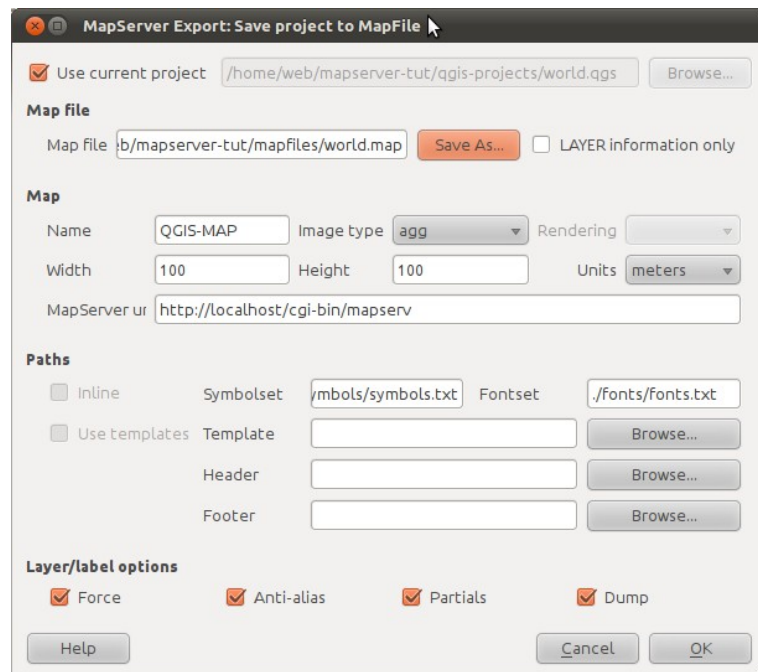 MapServer Export: Save project to MapFile
Use current project /home/web/mapserver-tut/qgis-projects/world.qgs Browse...
Map file
Map file b/mapserver-tut/mapfiles/world.map Save As... LAYER information only
Map
Name QGIS-MAP Image type agg Rendering
Width 100 Height 100 Units meters
MapServer ur http://localhost/cgi-bin/mapserv
Paths
Inline Symbolset ymbols/symbols.txt Fontset ./fonts/fonts.txt
Use templates Template Browse...
Header Browse...
Footer Browse...
Layer/label options
Force Anti-alias Partials Dump
Help Cancel OK